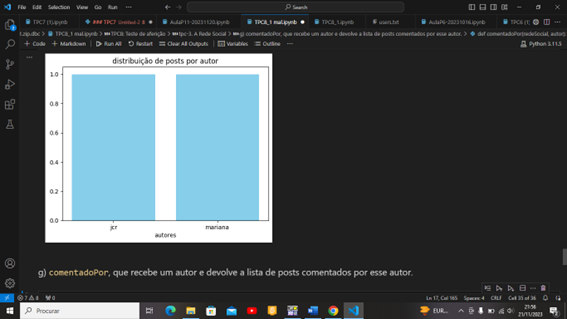 File Edit Selection View Go Run ...
Search
TPC7 (1).ipynb
### TPC7 Untitled-2 8
AulaP11-20231120.ipynb
TPC8_1 mal.ipynb
TPC8_1.ipynb
users.txt
AulaP6-20231016.ipynb
TPC6 (1)
TPC8_1 mal.ipynb > TPC8: Teste de aferição > tpc-3. A Rede Social > g) comentadoPor, que recebe um autor e devolve a lista de posts comentados por esse autor. > def comentadoPor(redeSocial, autor):
+ Code + Markdown Run All Restart Clear All Outputs Variables Outline ...
Python 3.11.5
...
distribuição de posts por autor
1.0
0.8
0.6
0.4
0.2
0.0
jcr mariana
autores
g) comentadoPor, que recebe um autor e devolve a lista de posts comentados por esse autor.
7 8 0
Ln 17, Col 165 Spaces: 4 CRLF Cell 33 of 36
Procurar
EUR...
21:56
21/11/2023